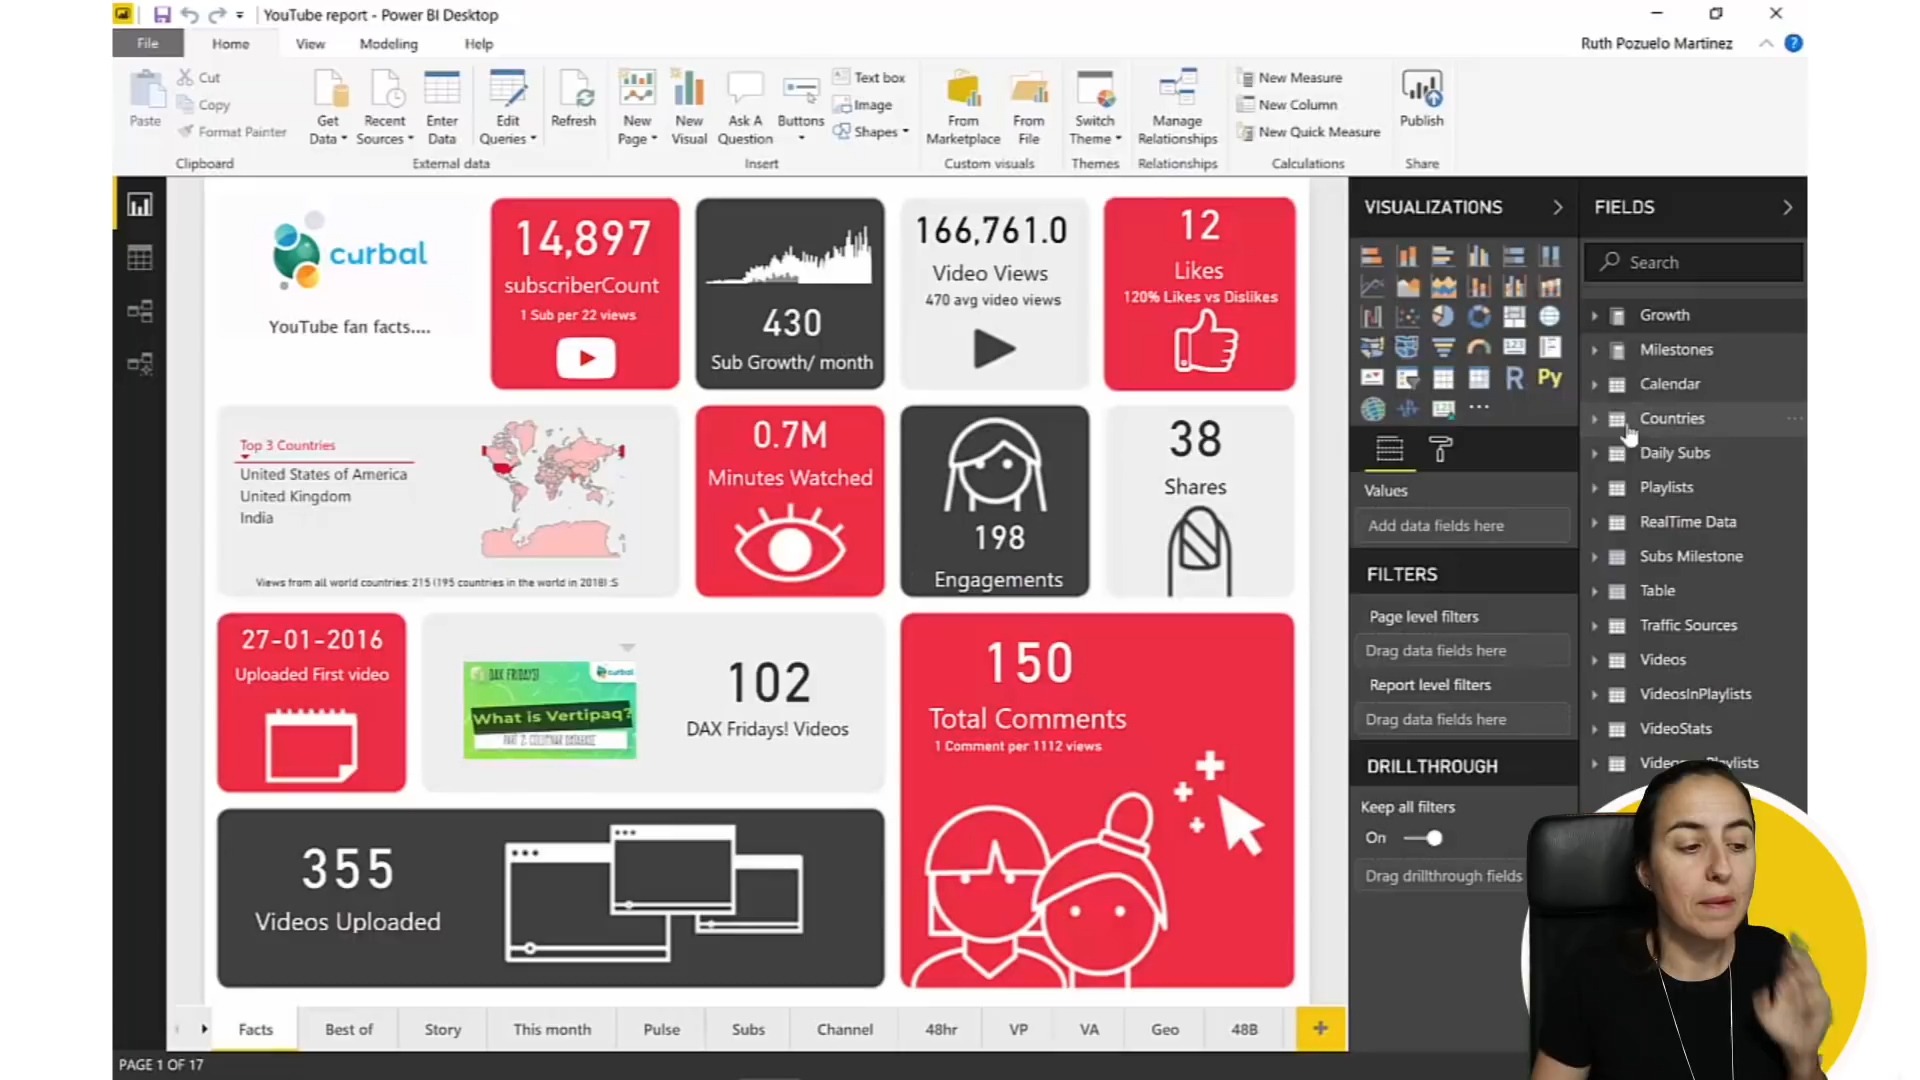 YouTube report - Power BI Desktop
File
Home
View
Modeling
Help
Ruth Pozuelo Martinez
?
Paste
Cut
Copy
Format Painter
Clipboard
Get Data
Recent Sources
Enter Data
External data
Edit Queries
Refresh
New Page
New Visual
Ask A Question
Buttons
Text box
Image
Shapes
Insert
From Marketplace
From File
Custom visuals
Switch Theme
Themes
Manage Relationships
Relationships
New Measure
New Column
New Quick Measure
Calculations
Publish
Share
curbal
YouTube fan facts....
14,897
subscriberCount
1 Sub per 22 views
430
Sub Growth/ month
166,761.0
Video Views
470 avg video views
12
Likes
120% Likes vs Dislikes
Top 3 Countries
United States of America
United Kingdom
India
Views from all world countries: 215 (195 countries in the world in 2018) :S
0.7M
Minutes Watched
198
Engagements
38
Shares
27-01-2016
Uploaded First video
DAX FRIDAYS!
curbal
What is Vertipaq?
PART 2: COLUMNAR DATABASE
102
DAX Fridays! Videos
150
Total Comments
1 Comment per 1112 views
355
Videos Uploaded
VISUALIZATIONS
R
Py
Values
Add data fields here
FILTERS
Page level filters
Drag data fields here
Report level filters
Drag data fields here
DRILLTHROUGH
Keep all filters
On
Drag drillthrough fields
FIELDS
Search
Growth
Milestones
Calendar
Countries
Daily Subs
Playlists
RealTime Data
Subs Milestone
Table
Traffic Sources
Videos
VideosInPlaylists
VideoStats
Facts
Best of
Story
This month
Pulse
Subs
Channel
48hr
VP
VA
Geo
48B
PAGE 1 OF 17